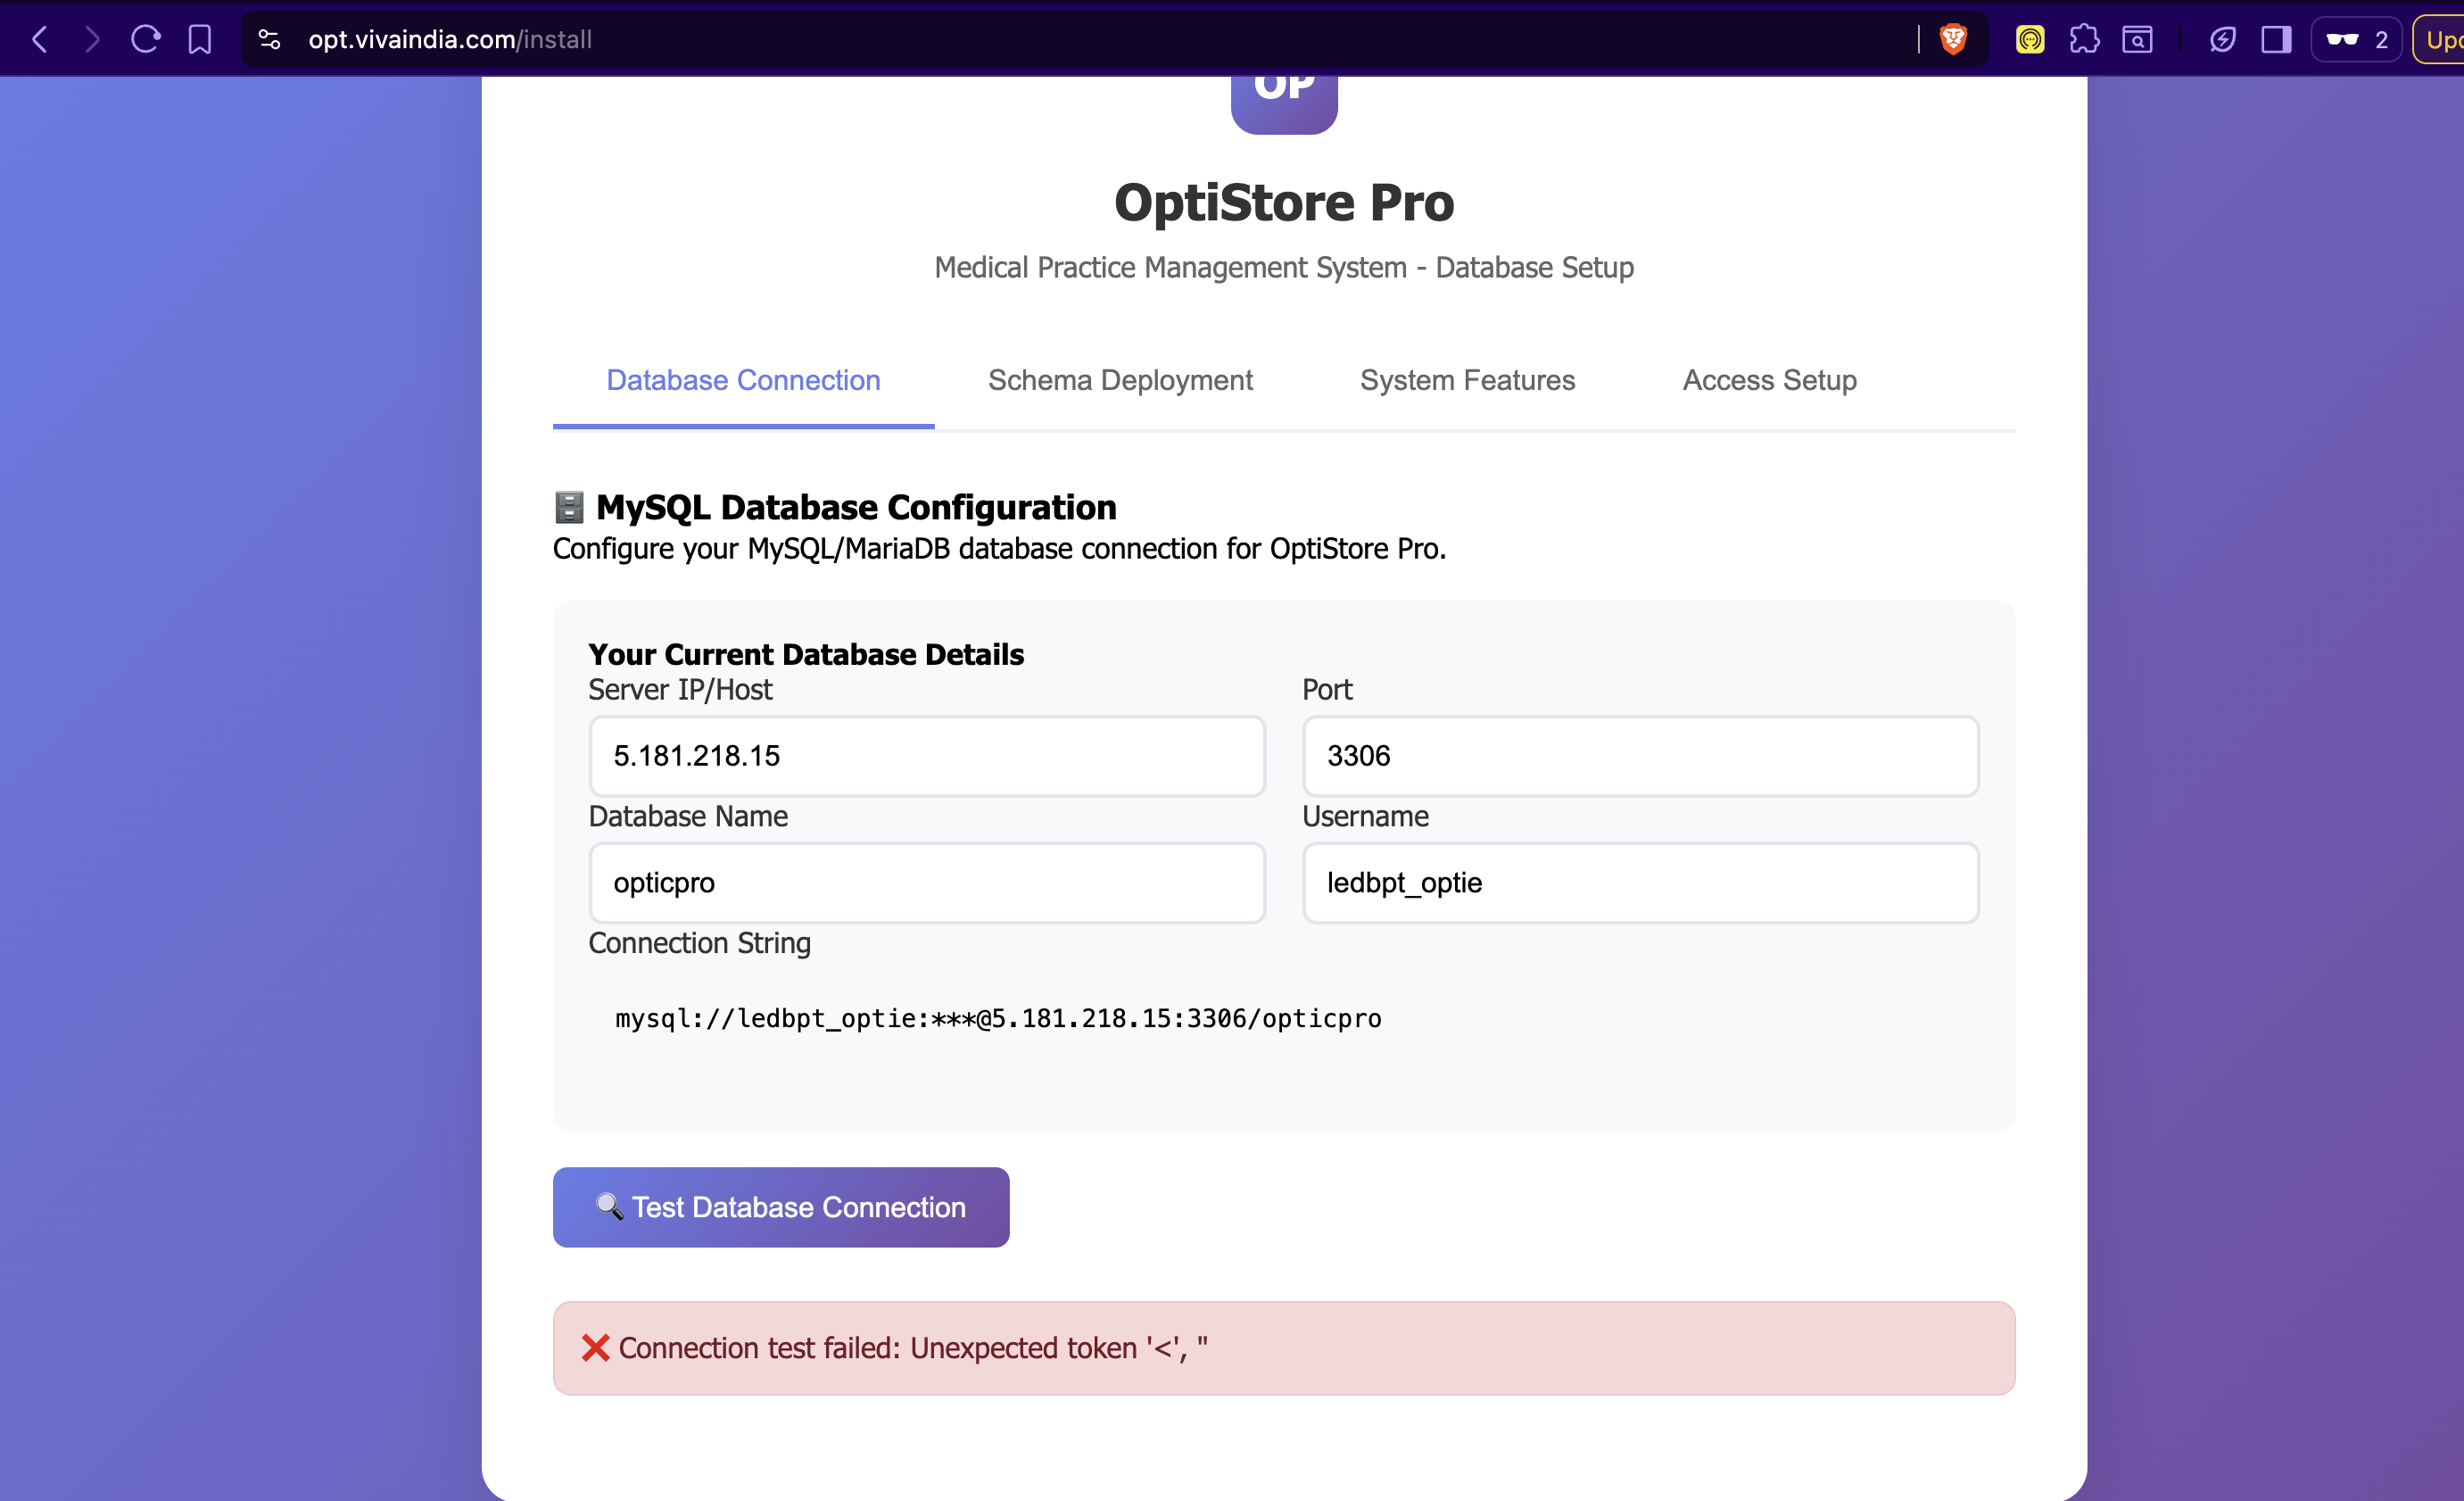 opt.vivaindia.com/install
2
OP
OptiStore Pro
Medical Practice Management System - Database Setup
Database Connection
Schema Deployment
System Features
Access Setup
MySQL Database Configuration
Configure your MySQL/MariaDB database connection for OptiStore Pro.
Your Current Database Details
Server IP/Host
Port
5.181.218.15
3306
Database Name
Username
opticpro
ledbpt_optie
Connection String
mysql://ledbpt_optie:***@5.181.218.15:3306/opticpro
Test Database Connection
Connection test failed: Unexpected token '<', "